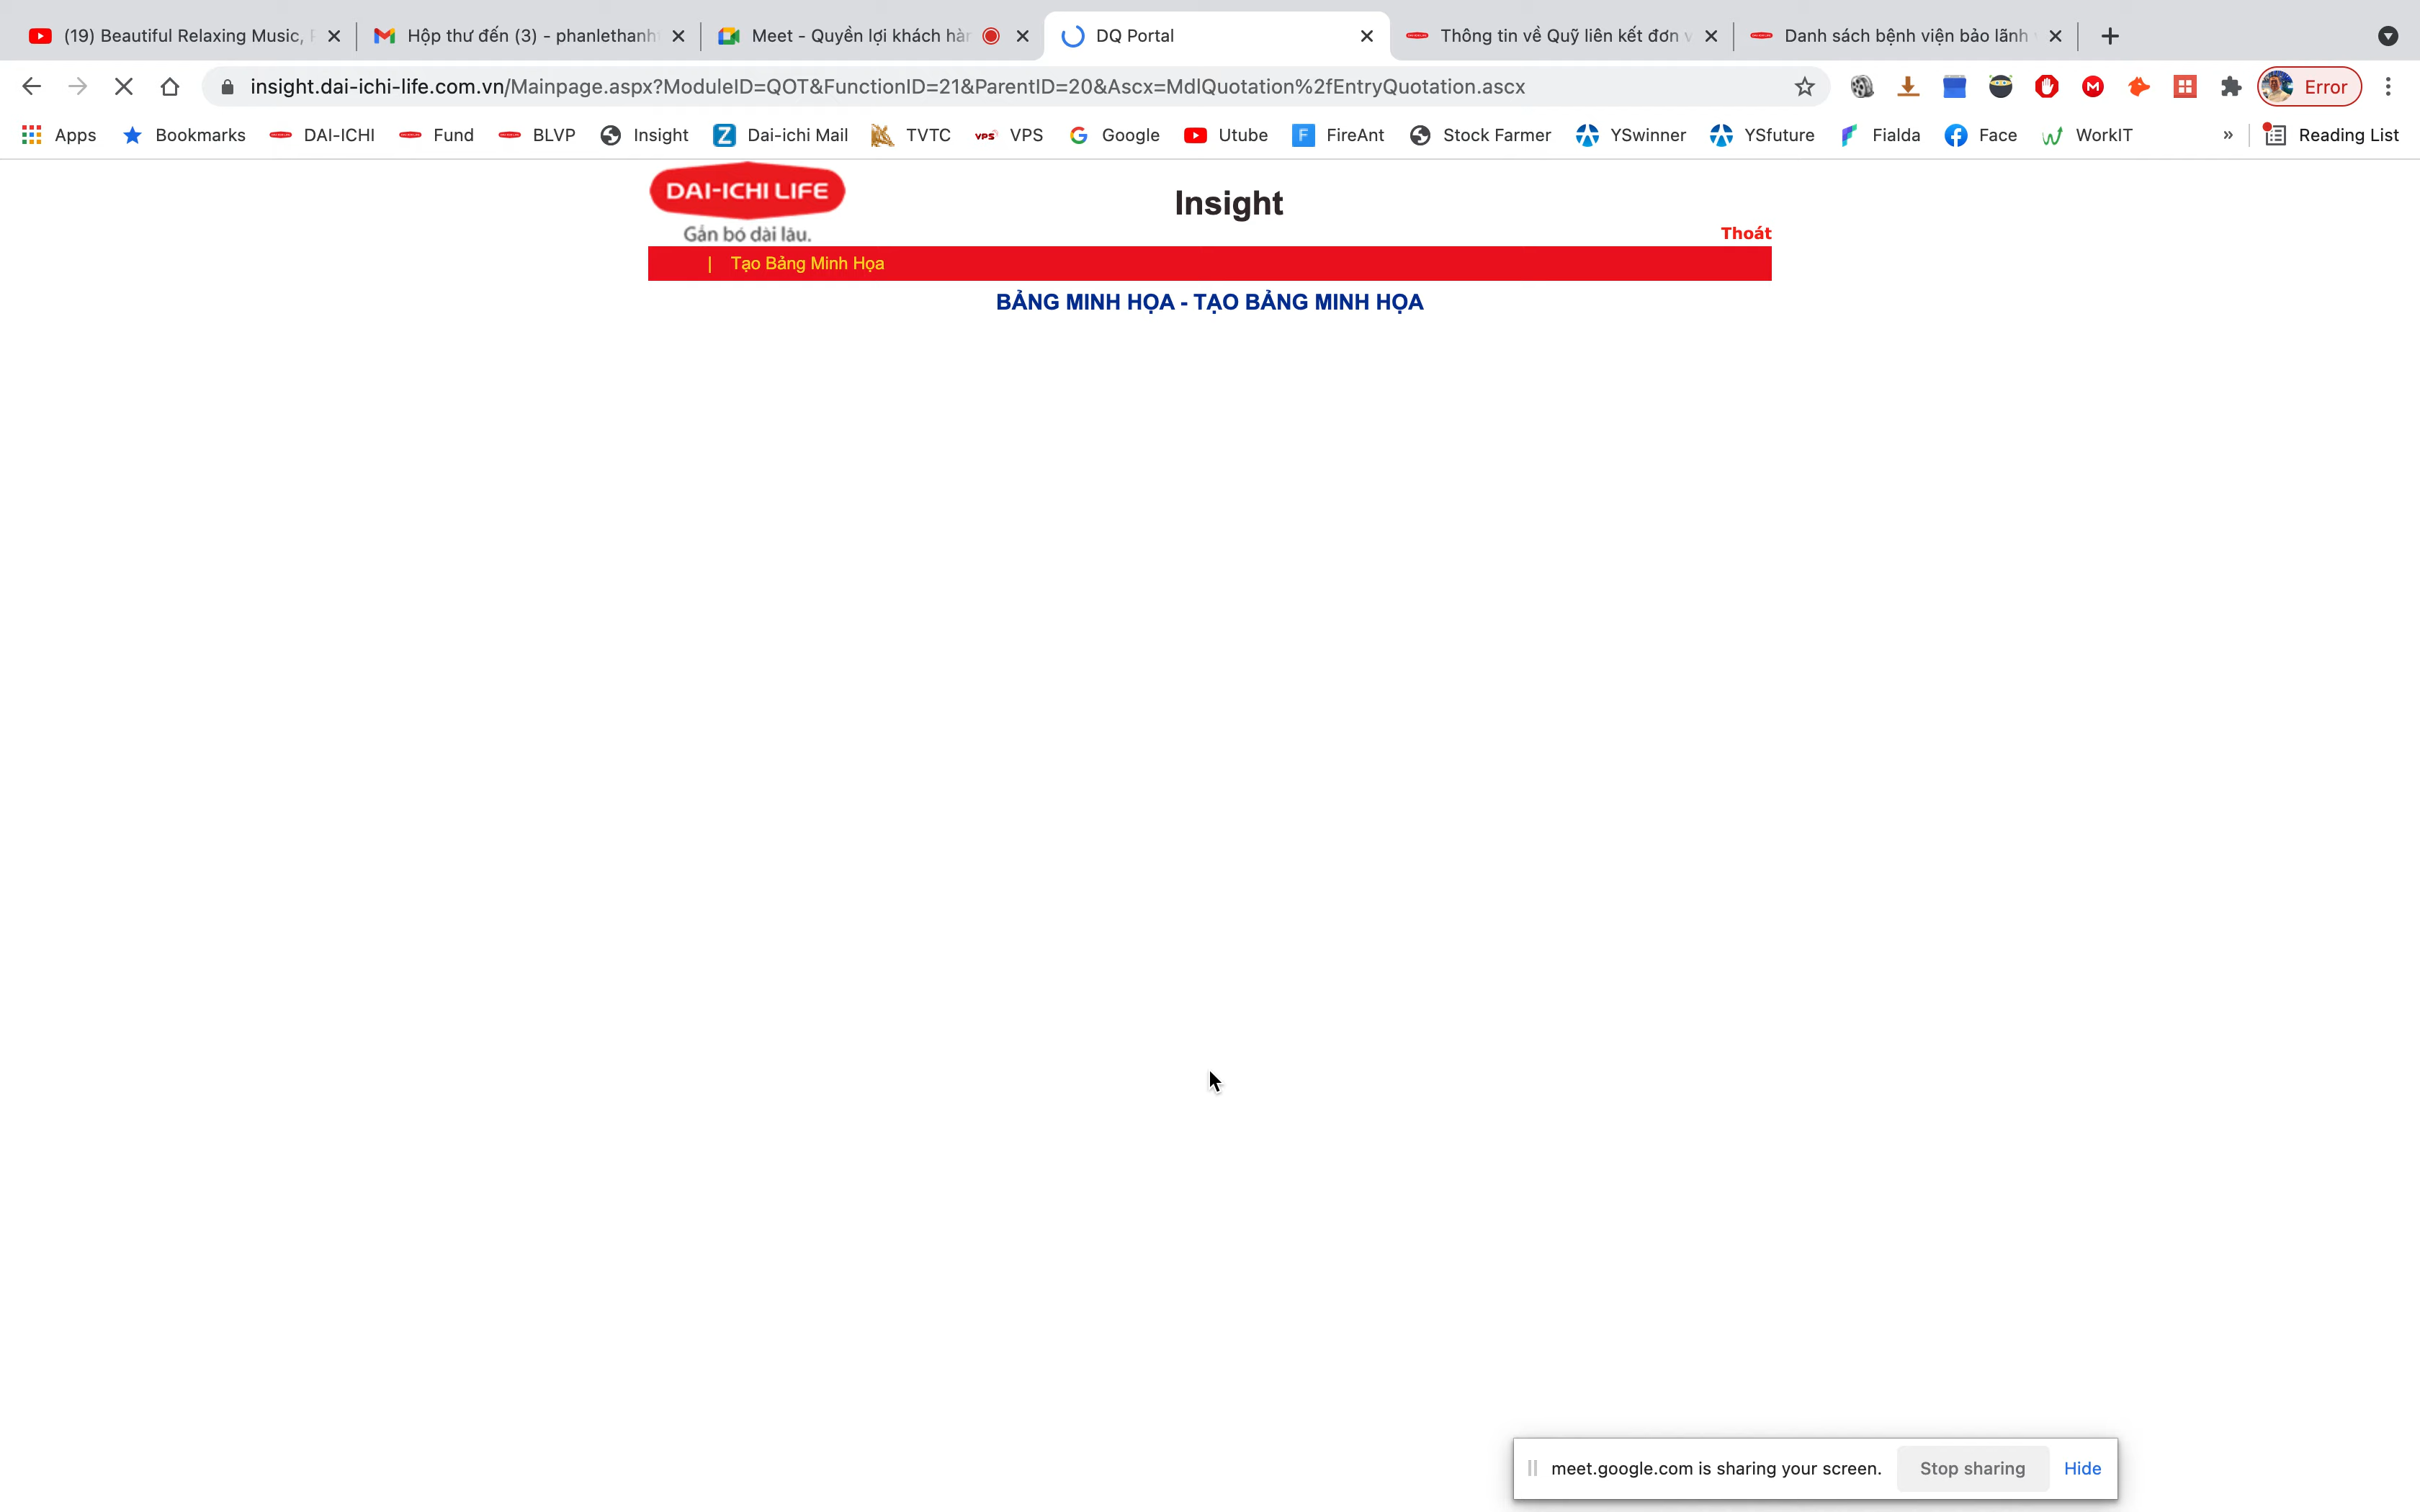 (19) Beautiful Relaxing Music,
Hộp thư đến (3) - phanlethanh
Meet - Quyền lợi khách hàn
DQ Portal
Thông tin về Quỹ liên kết đơn v
Danh sách bệnh viện bảo lãnh
insight.dai-ichi-life.com.vn/Mainpage.aspx?ModuleID=QOT&FunctionID=21&ParentID=20&Ascx=MdlQuotation%2fEntryQuotation.ascx
Error
Apps Bookmarks DAI-ICHI Fund BLVP Insight Dai-ichi Mail TVTC VPS Google Utube FireAnt Stock Farmer YSwinner YSfuture Fialda Face WorkIT » Reading List
DAI-ICHI LIFE
Gắn bó dài lâu.
Insight
Thoát
| Tạo Bảng Minh Họa
BẢNG MINH HỌA - TẠO BẢNG MINH HỌA
meet.google.com is sharing your screen. Stop sharing Hide